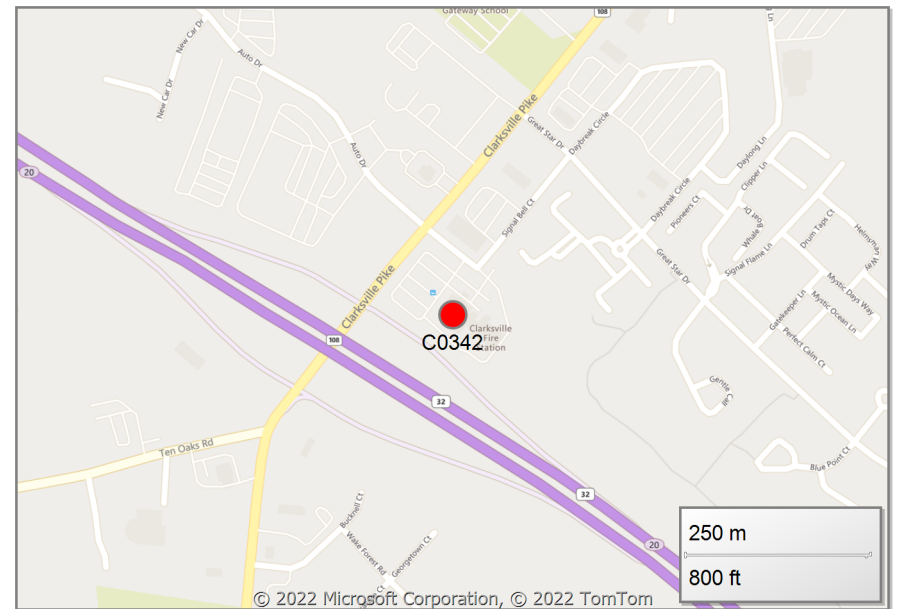 Gateway School
108
Ln
New Car Dr
Auto Dr
New Car Dr
Clarksville Pike
Great Star Dr
Daybreak Circle
Auto Dr
Daylong Ln
Clipper Ln
20
Daybreak Circle
Pioneers Ct
Signal Bell Ct
Whale Boat Dr
Drum Taps Ct
Helmsman Way
Great Star Dr
Signal Flame Ln
Clarksville Pike
Mystic Days Way
Gatekeeper Ln
Mystic Ocean Ln
Clarksville
Fire
Station
C0342
108
Perfect Calm Ct
Gentle Call
32
Ten Oaks Rd
Blue Point Ct
32
Bucknell Ct
250 m
20
Wake Forest Rd
Georgetown Ct
800 ft
Ct
© 2022 Microsoft Corporation, © 2022 TomTom